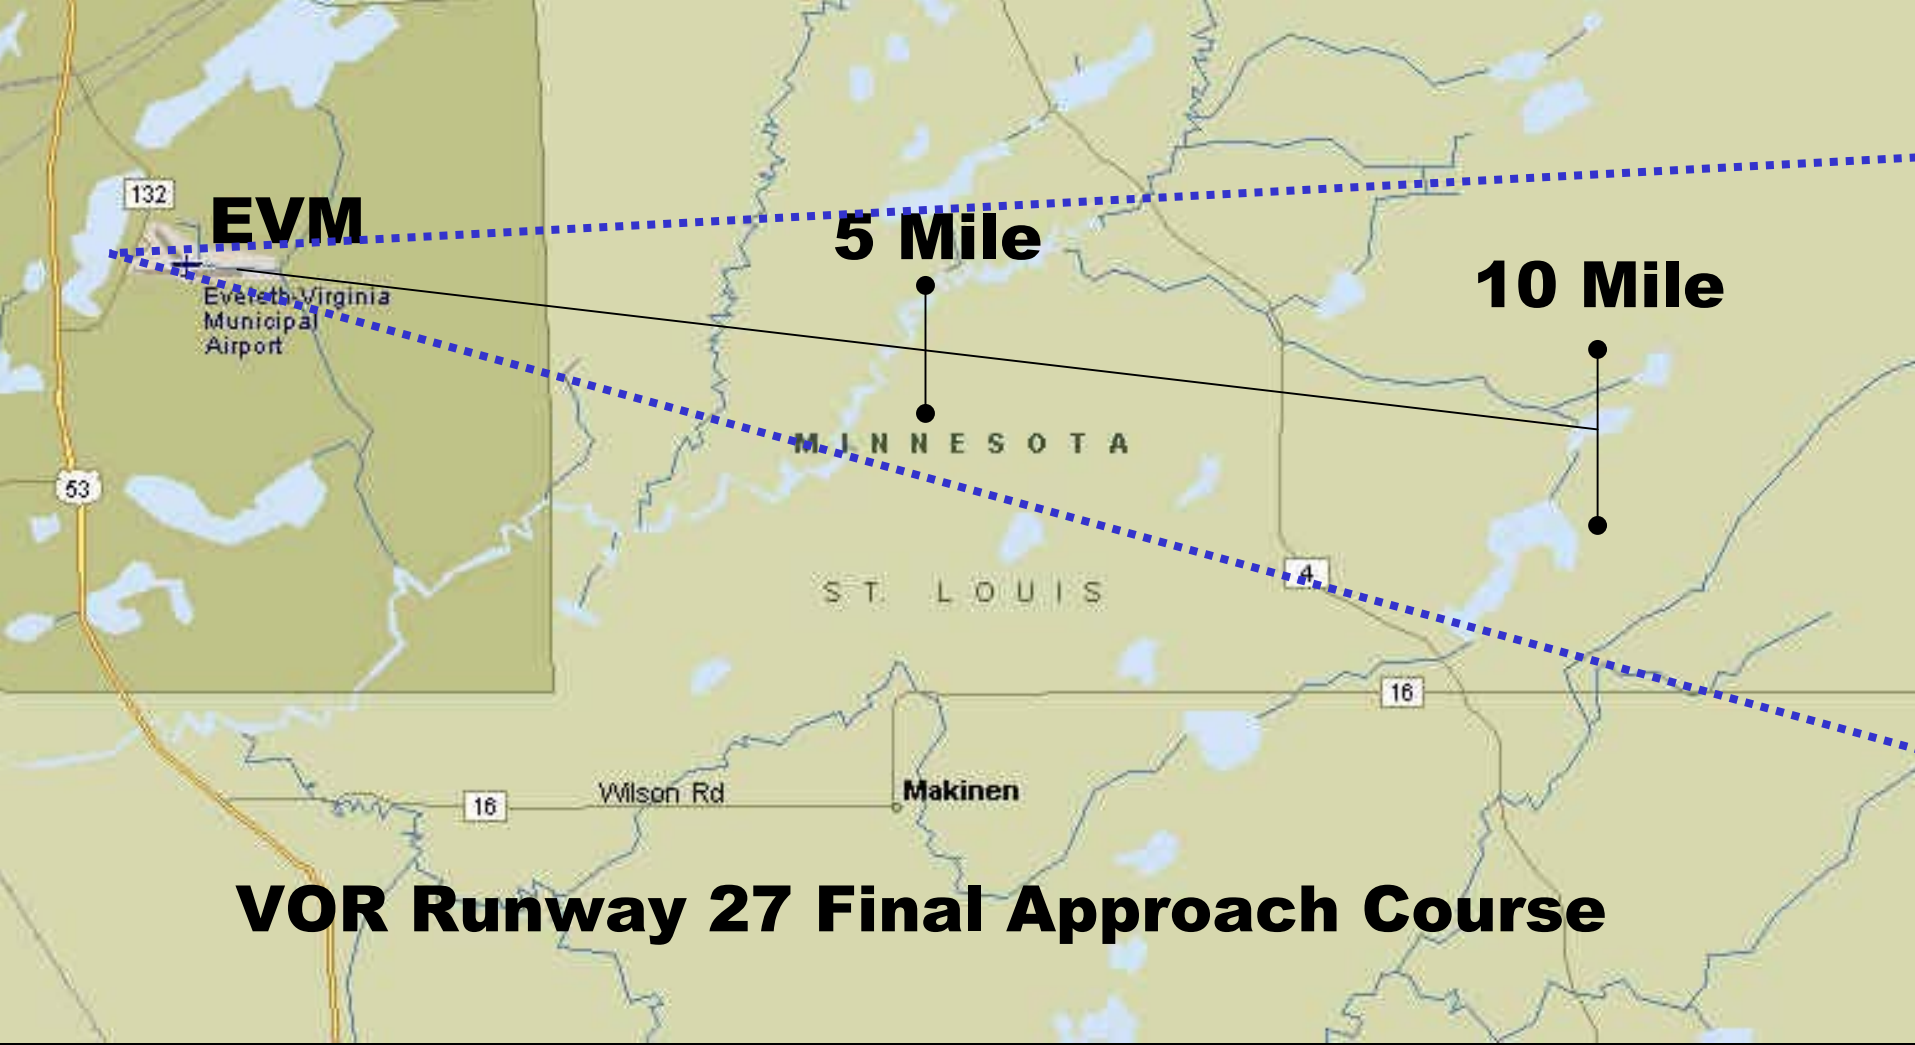 132
EVM
5 Mile
10 Mile
Eveleth-Virginia
Municipal
Airport
MINNESOTA
53
4
ST. LOUIS
16
16
Wilson Rd
Makinen
VOR Runway 27 Final Approach Course